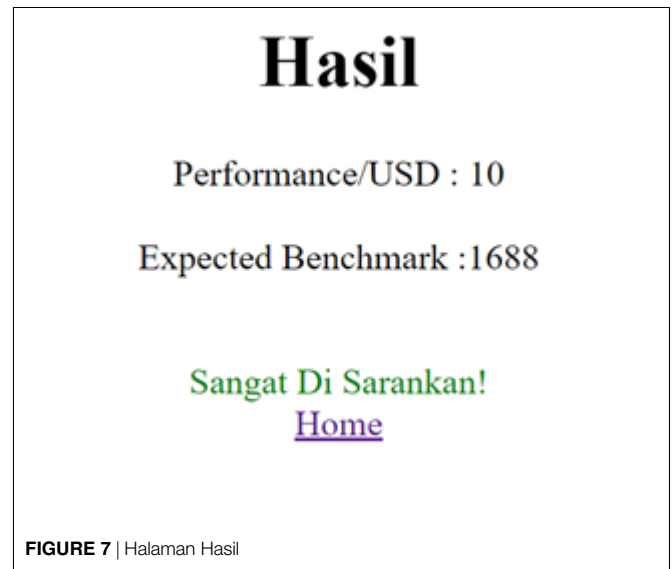 Hasil
Performance/USD : 10
Expected Benchmark :1688
Sangat Di Sarankan!
Home
FIGURE 7 | Halaman Hasil